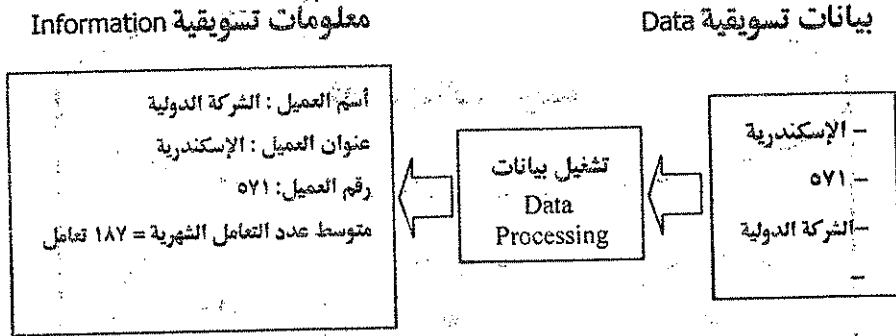 بيانات تسويقية Data
معلومات تسويقية Information
– الإسكندرية
– ٥٧١
–الشركة الدولية
–
تشغيل بيانات
Data
Processing
أسم العميل : الشركة الدولية
عنوان العميل : الإسكندرية
رقم العميل: ٥٧١
متوسط عدد التعامل الشهرية = ١٨٧ تعامل